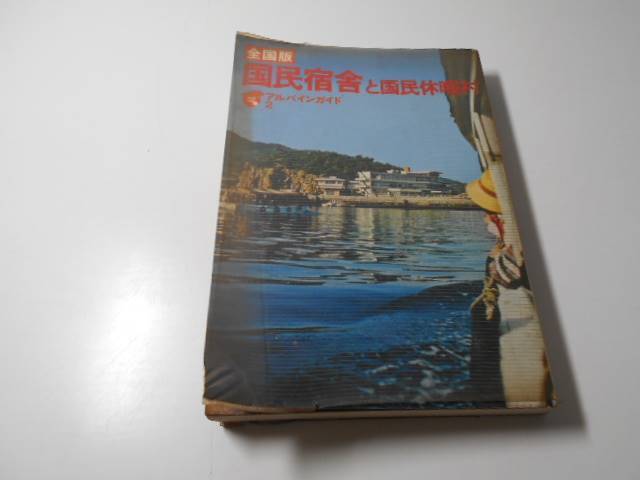 全国版
国民宿舎と国民休暇村
アルパインガイド
2